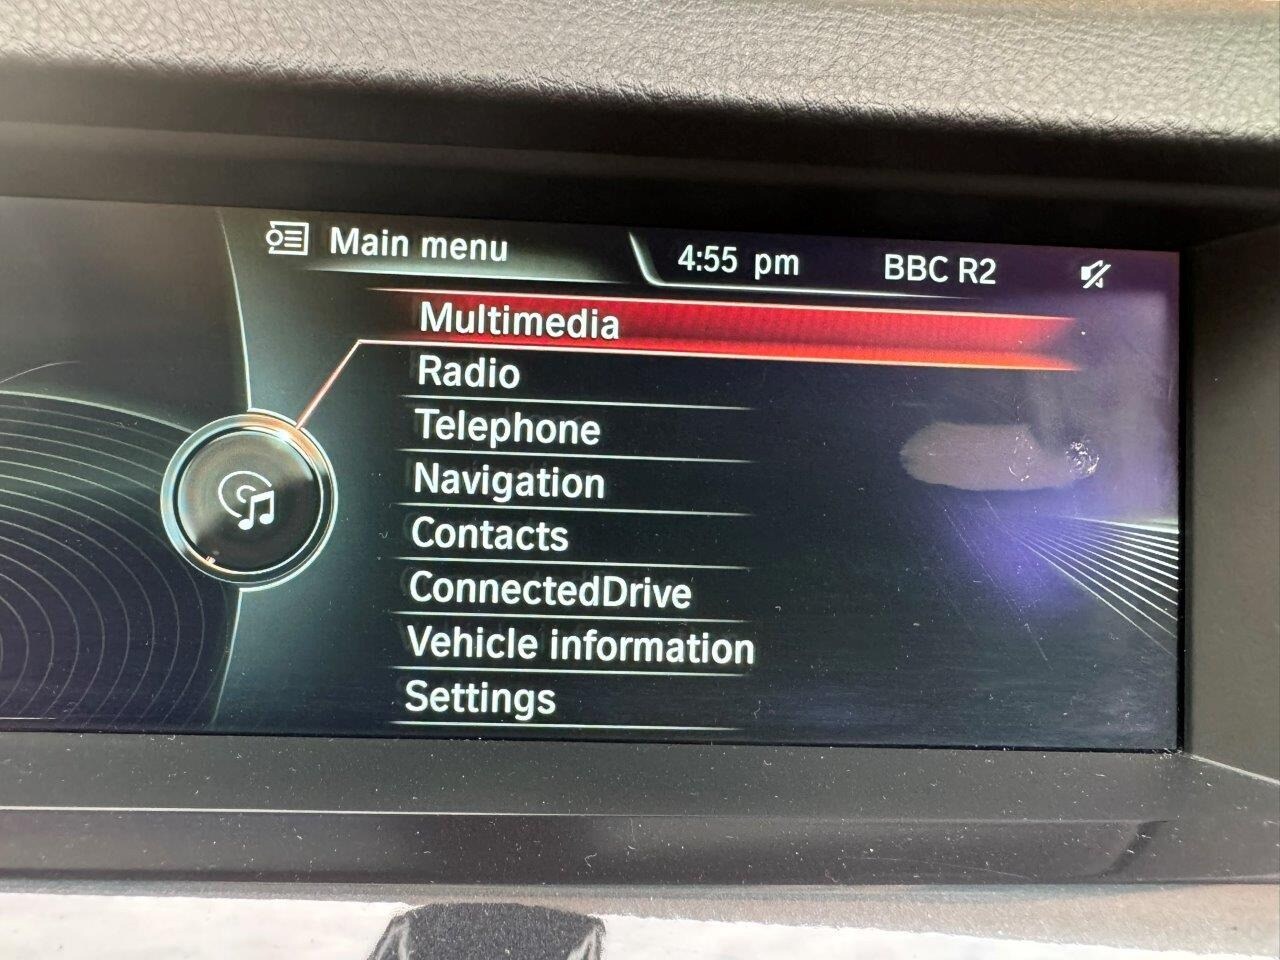 Main menu
4:55 pm
BBC R2
Multimedia
Radio
Telephone
Navigation
Contacts
ConnectedDrive
Vehicle information
Settings